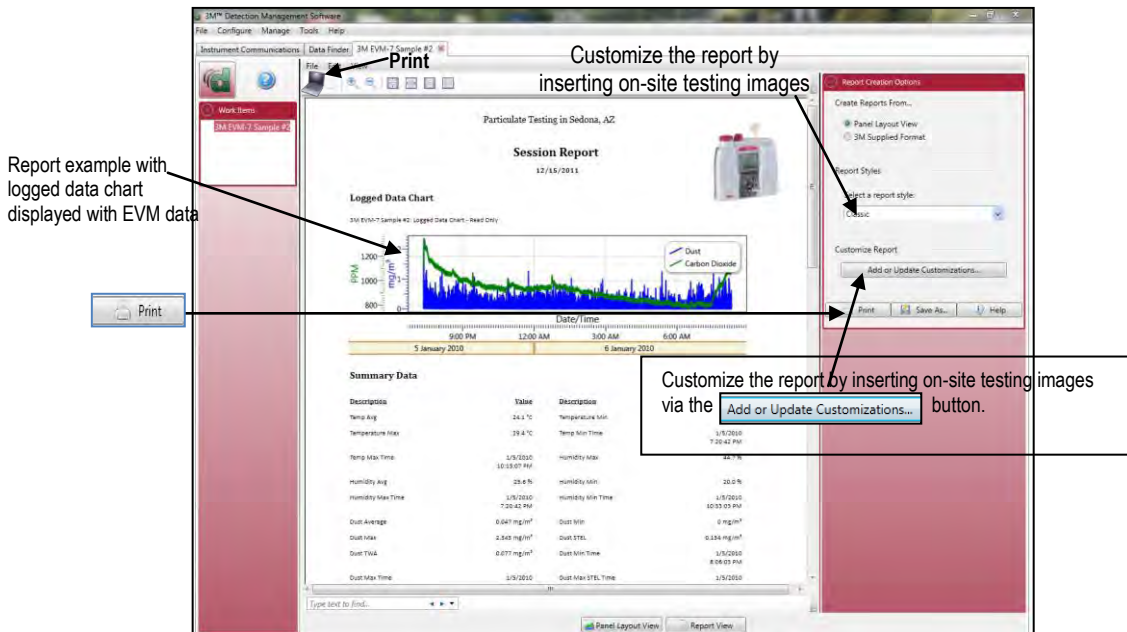 3M™ Detection Management Software
File Configure Manage Tools Help
Instrument Communications Data Finder 3M EVM-7 Sample #2
File Edit View
Print
Customize the report by
inserting on-site testing images
Work Items
3M EVM-7 Sample #2
Report example with
logged data chart
displayed with EVM data
Print
Particulate Testing in Sedona, AZ
Session Report
12/15/2011
Logged Data Chart
3M EVM-7 Sample #2: Logged Data Chart - Read Only
Dust
Carbon Dioxide
PPM
1200
1000
800
mg/m³
2
1
0
Date/Time
9:00 PM 12:00 AM 3:00 AM 6:00 AM
5 January 2010 6 January 2010
Summary Data
Description Value Description
Temp Avg 24.1 °C Temperature Min
Temperature Max 29.4 °C Temp Min Time 1/5/2010
7:20:42 PM
Temp Max Time 1/5/2010 Humidity Max 44.7 %
10:15:07 PM
Humidity Avg 25.6 % Humidity Min 20.0 %
Humidity Max Time 1/5/2010 Humidity Min Time 1/5/2010
7:20:42 PM 10:33:05 PM
Dust Average 0.047 mg/m³ Dust Min 0 mg/m³
Dust Max 2.545 mg/m³ Dust STEL 0.154 mg/m³
Dust TWA 0.077 mg/m³ Dust Min Time 1/5/2010
8:06:05 PM
Dust Max Time 1/5/2010 Dust Max STEL Time 1/5/2010
Type text to find...
Panel Layout View Report View
Report Creation Options
Create Reports From...
Panel Layout View
3M Supplied Format
Report Styles
Select a report style:
Classic
Customize Report
Add or Update Customizations...
Print Save As... Help
Customize the report by inserting on-site testing images
via the Add or Update Customizations... button.